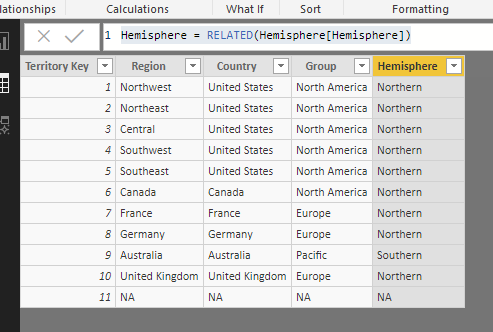 lationships Calculations What If Sort Formatting
1 Hemisphere = RELATED(Hemisphere[Hemisphere])
Territory Key Region Country Group Hemisphere
1 Northwest United States North America Northern
2 Northeast United States North America Northern
3 Central United States North America Northern
4 Southwest United States North America Northern
5 Southeast United States North America Northern
6 Canada Canada North America Northern
7 France France Europe Northern
8 Germany Germany Europe Northern
9 Australia Australia Pacific Southern
10 United Kingdom United Kingdom Europe Northern
11 NA NA NA NA